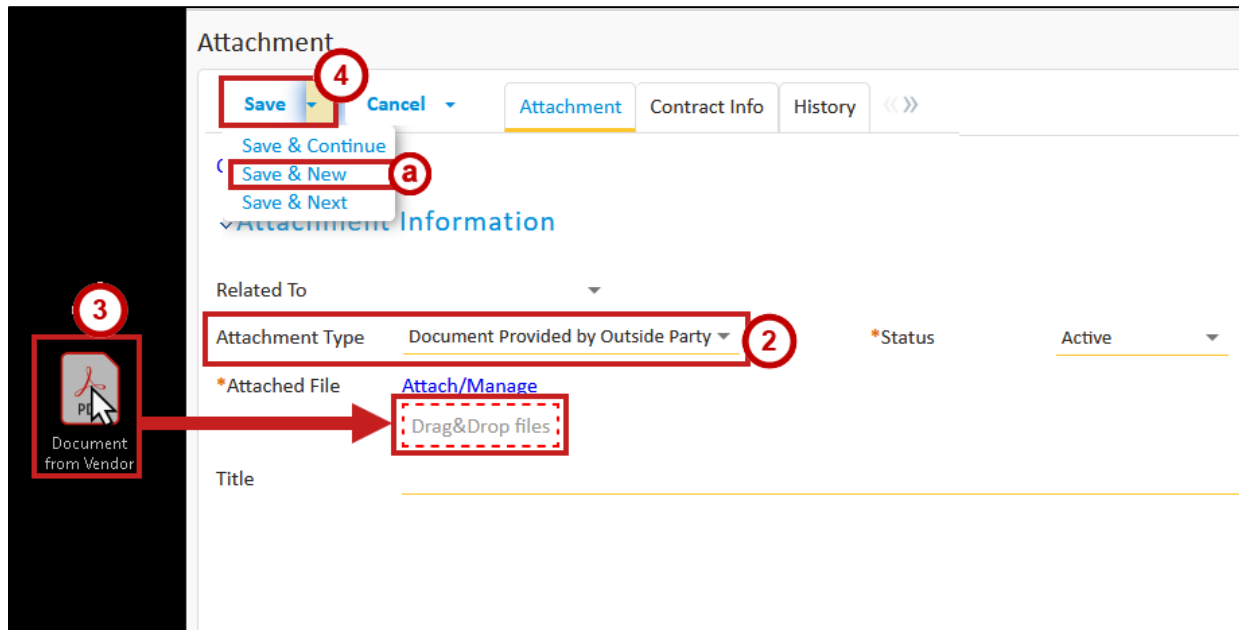 Attachment
4
Save Cancel Attachment Contract Info History
Save & Continue
Save & New a
Save & Next
Attachment Information
Related To
3
Attachment Type Document Provided by Outside Party 2 *Status Active
*Attached File Attach/Manage
Drag&Drop files
Document
from Vendor
Title